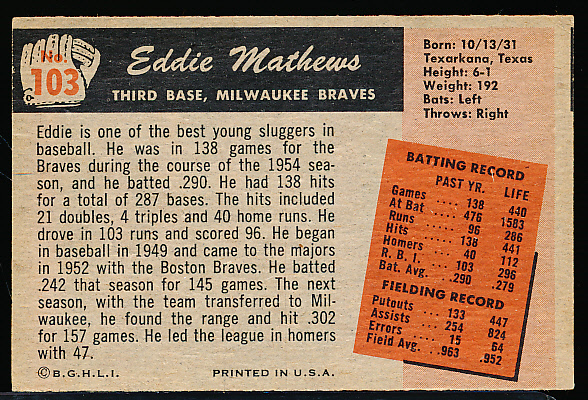 No.
103
Eddie Mathews
THIRD BASE, MILWAUKEE BRAVES
Born: 10/13/31
Texarkana, Texas
Height: 6-1
Weight: 192
Bats: Left
Throws: Right
Eddie is one of the best young sluggers in
baseball. He was in 138 games for the
Braves during the course of the 1954 sea-
son, and he batted .290. He had 138 hits
for a total of 287 bases. The hits included
21 doubles, 4 triples and 40 home runs. He
drove in 103 runs and scored 96. He began
in baseball in 1949 and came to the majors
in 1952 with the Boston Braves. He batted
.242 that season for 145 games. The next
season, with the team transferred to Mil-
waukee, he found the range and hit .302
for 157 games. He led the league in homers
with 47.
BATTING RECORD
PAST YR. LIFE
Games .... 138 440
At Bat .... 476 1583
Runs .... 96 286
Hits .... 138 441
Homers .... 40 112
R. B. I. .... 103 296
Bat. Avg. .. .290 .279
FIELDING RECORD
Putouts .... 133 447
Assists .... 254 824
Errors .... 15 64
Field Avg. .. .963 .952
© B.G.H.L.I. PRINTED IN U.S.A.